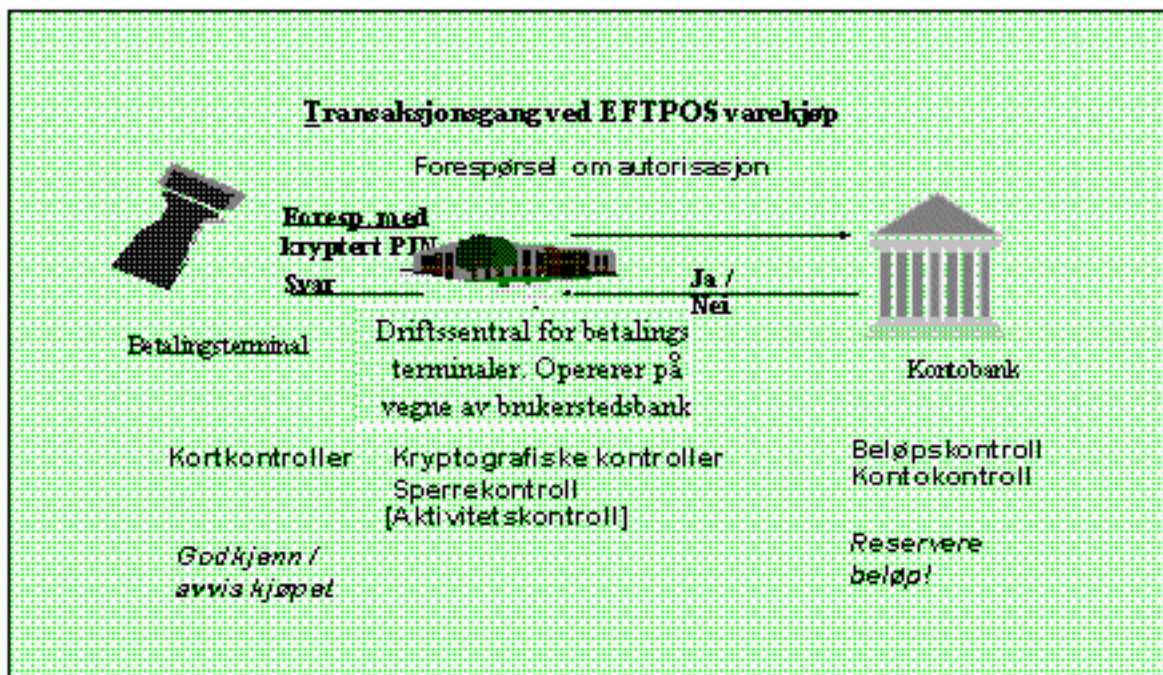 Transaksjonsgang ved EFTPOS varekjøp
Forespørsel om autorisasjon
Foresp. med
kryptert PIN
Svar
Ja /
Nei
Betalingsterminal
Driftssentral for betalings
terminaler. Opererer på
vegne av brukerstedsbank
Kontobank
Kortkontroller
Kryptografiske kontroller
Sperrekontroll
[Aktivitetskontroll]
Beløpskontroll
Kontokontroll
Godkjenn /
avvis kjøpet
Reservere
beløp!